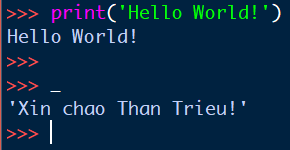 >>> print('Hello World!')
Hello World!
>>>
>>> _
'Xin chao Than Trieu!'
>>>